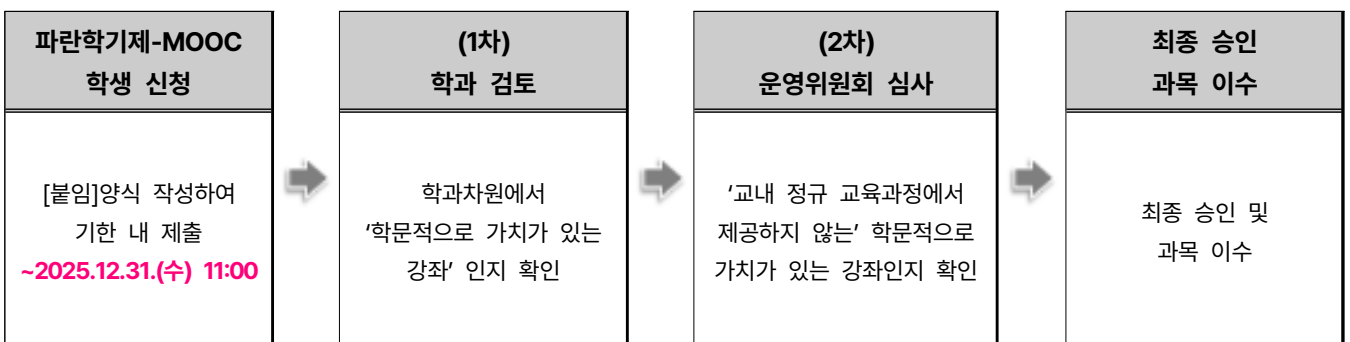 파란학기제-MOOC
학생 신청
[붙임]양식 작성하여
기한 내 제출
~2025.12.31.(수) 11:00
(1차)
학과 검토
학과차원에서
‘학문적으로 가치가 있는
강좌’ 인지 확인
(2차)
운영위원회 심사
‘교내 정규 교육과정에서
제공하지 않는’ 학문적으로
가치가 있는 강좌인지 확인
최종 승인
과목 이수
최종 승인 및
과목 이수